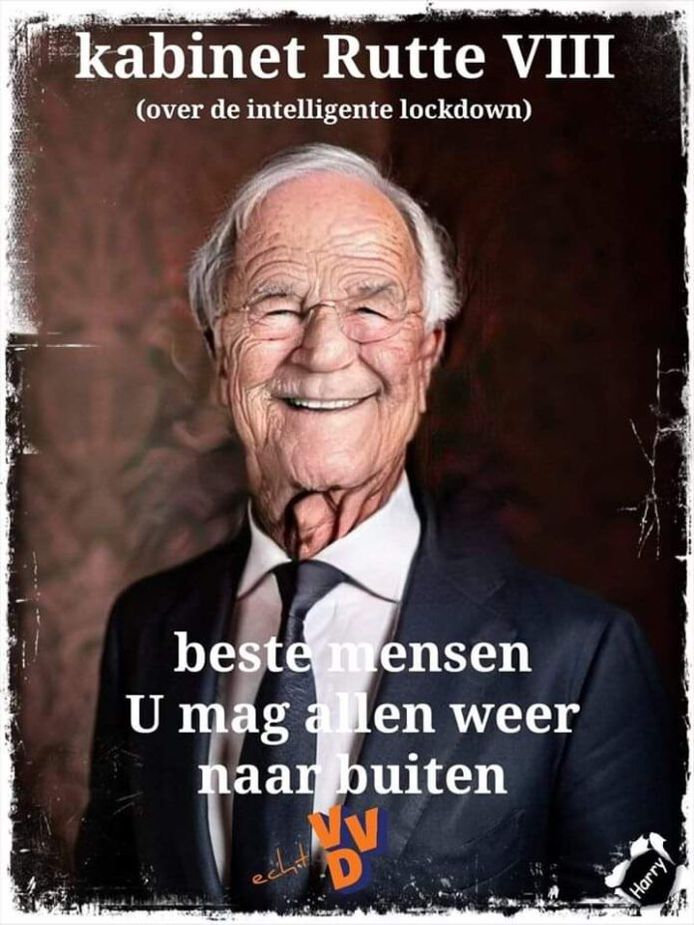 kabinet Rutte VIII
(over de intelligente lockdown)
beste mensen
U mag allen weer
naar buiten
echt VVD
Harry